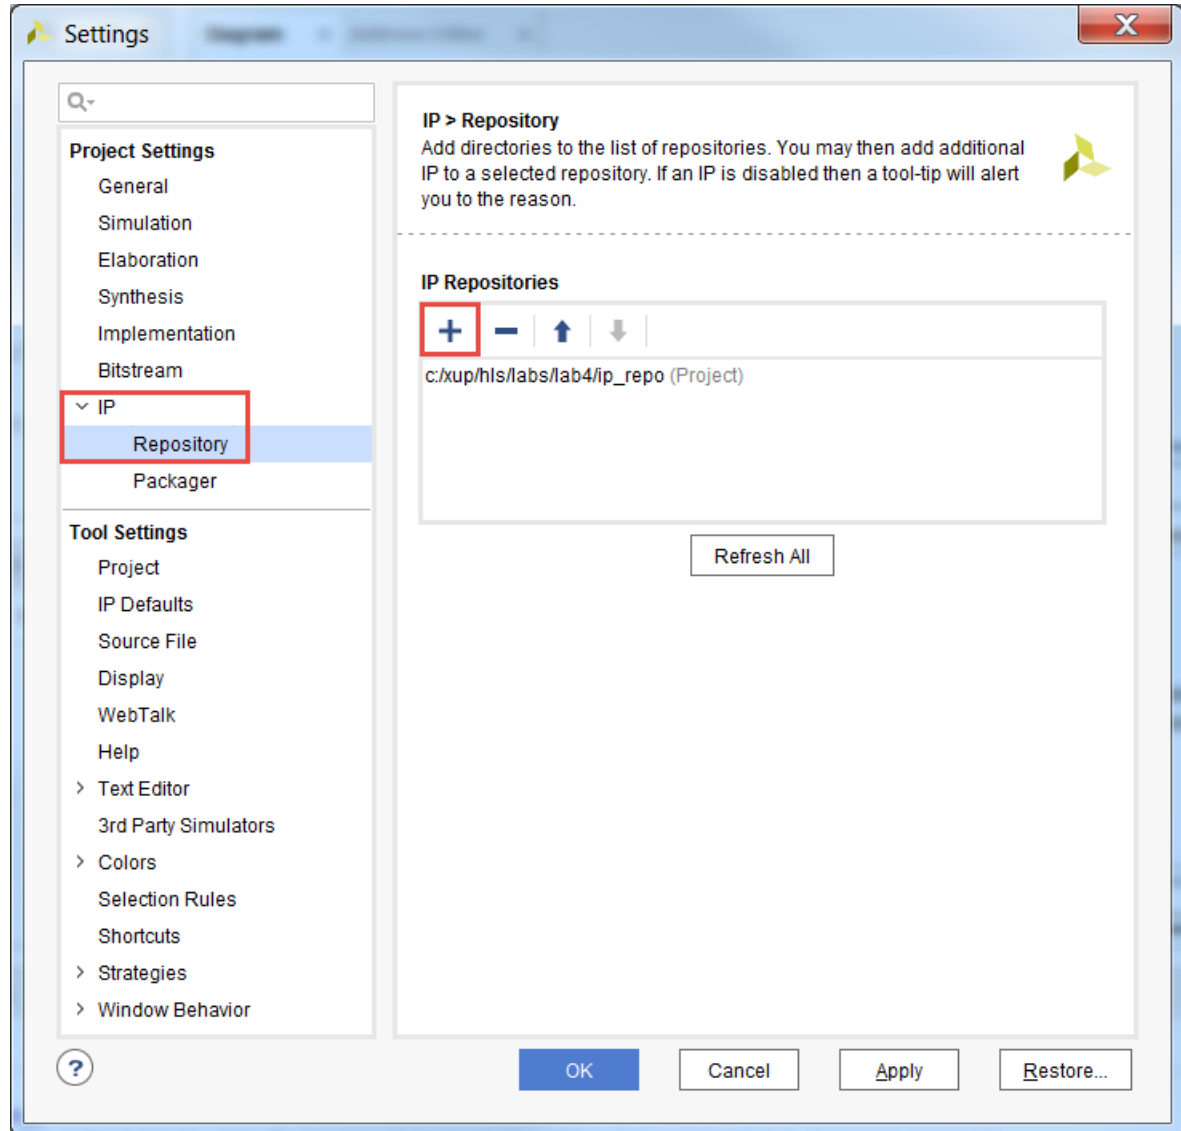 Settings
Diagram
IP > Repository
Add directories to the list of repositories. You may then add additional
IP to a selected repository. If an IP is disabled then a tool-tip will alert
you to the reason.
Project Settings
General
Simulation
Elaboration
Synthesis
Implementation
Bitstream
IP
Repository
Packager
Tool Settings
Project
IP Defaults
Source File
Display
WebTalk
Help
Text Editor
3rd Party Simulators
Colors
Selection Rules
Shortcuts
Strategies
Window Behavior
IP Repositories
c:/xup/hls/labs/lab4/ip_repo (Project)
Refresh All
?
OK
Cancel
Apply
Restore...